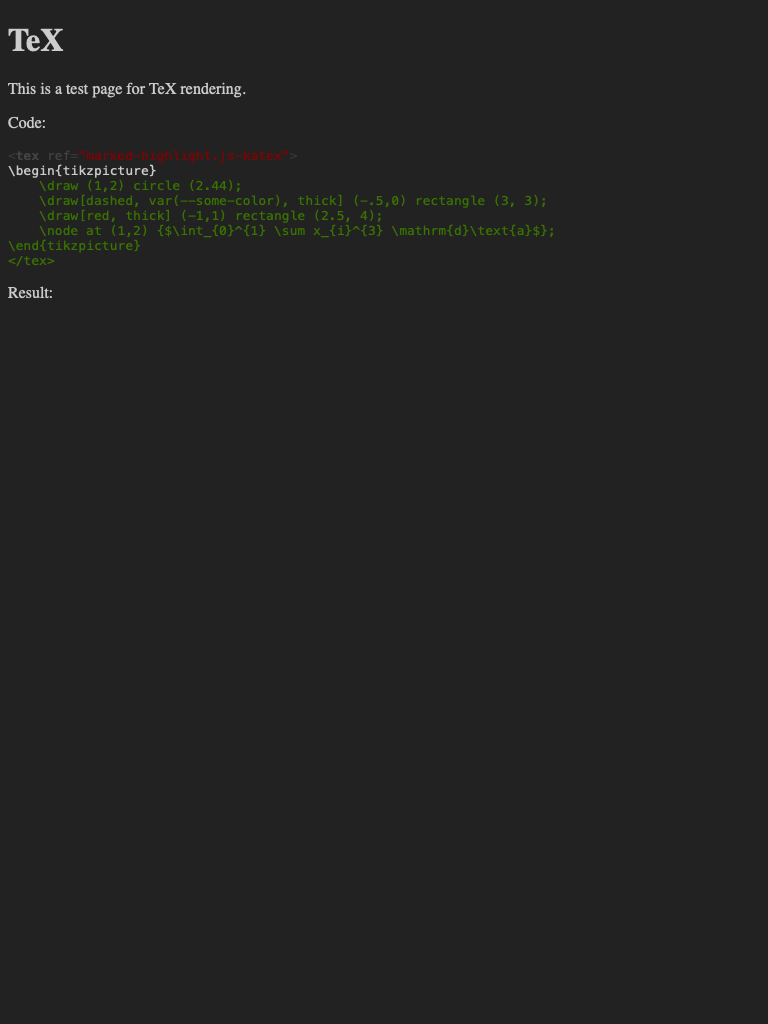 TeX
This is a test page for TeX rendering.
Code:
<tex ref="marked-highlight.js-katex">
\begin{tikzpicture}
    \draw (1,2) circle (2.44);
    \draw[dashed, var(--some-color), thick] (-.5,0) rectangle (3, 3);
    \draw[red, thick] (-1,1) rectangle (2.5, 4);
    \node at (1,2) {$\int_{0}^{1} \sum x_{i}^{3} \mathrm{d}\text{a}$};
\end{tikzpicture}
</tex>
Result: